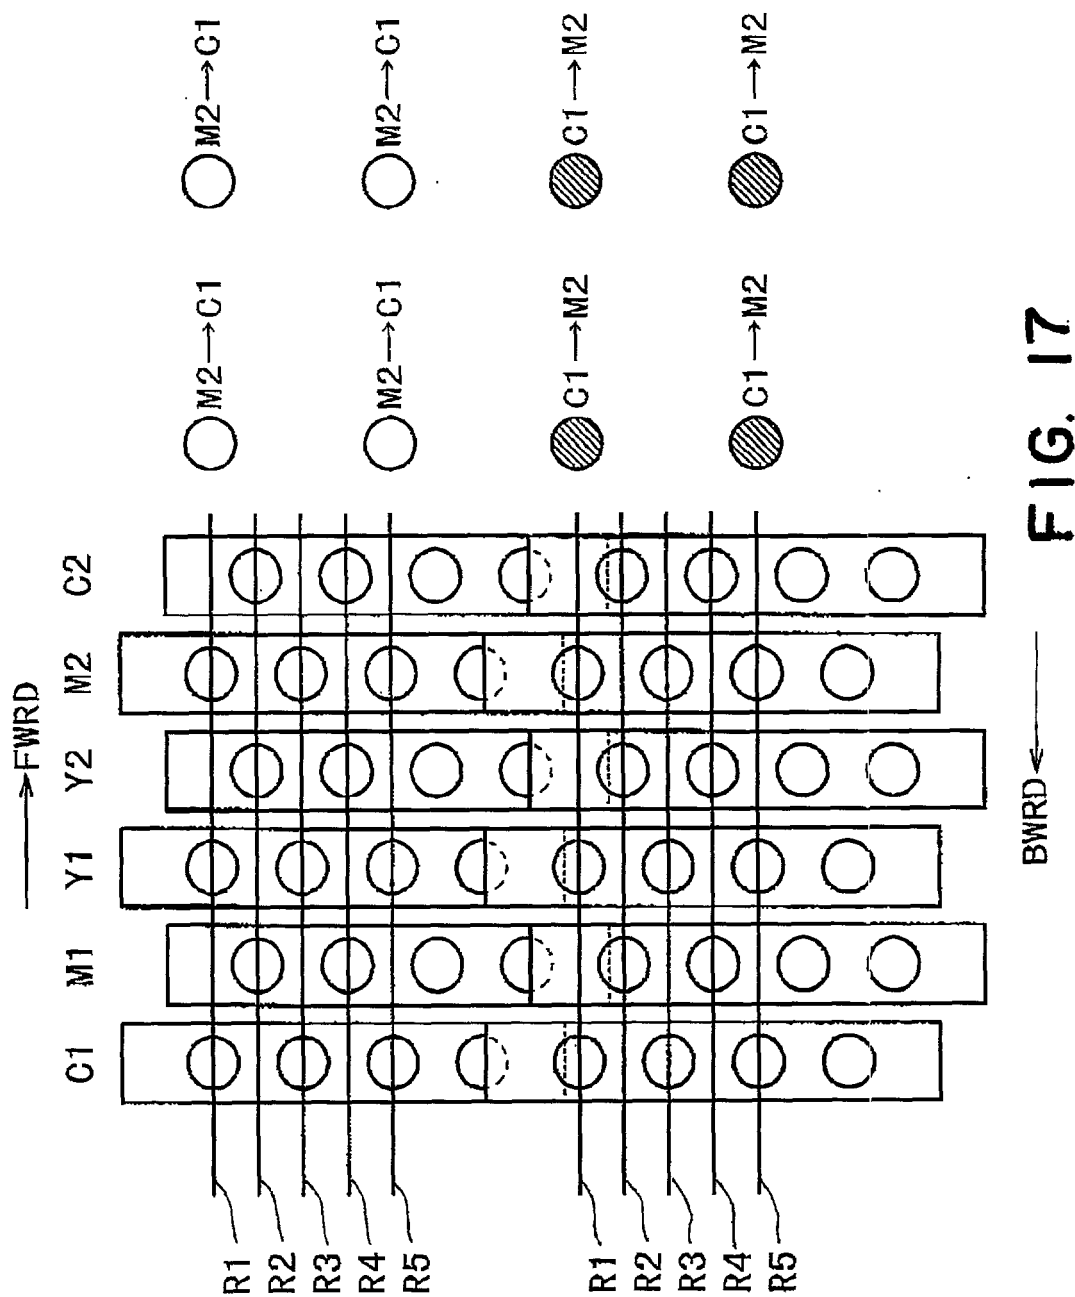 →FWRD
C1 M1 Y1 Y2 M2 C2
R1 M2→C1 M2→C1
R2
R3
R4
R5 M2→C1 M2→C1
R1 C1→M2 C1→M2
R2
R3
R4
R5 C1→M2 C1→M2
BWRD←
FIG. 17